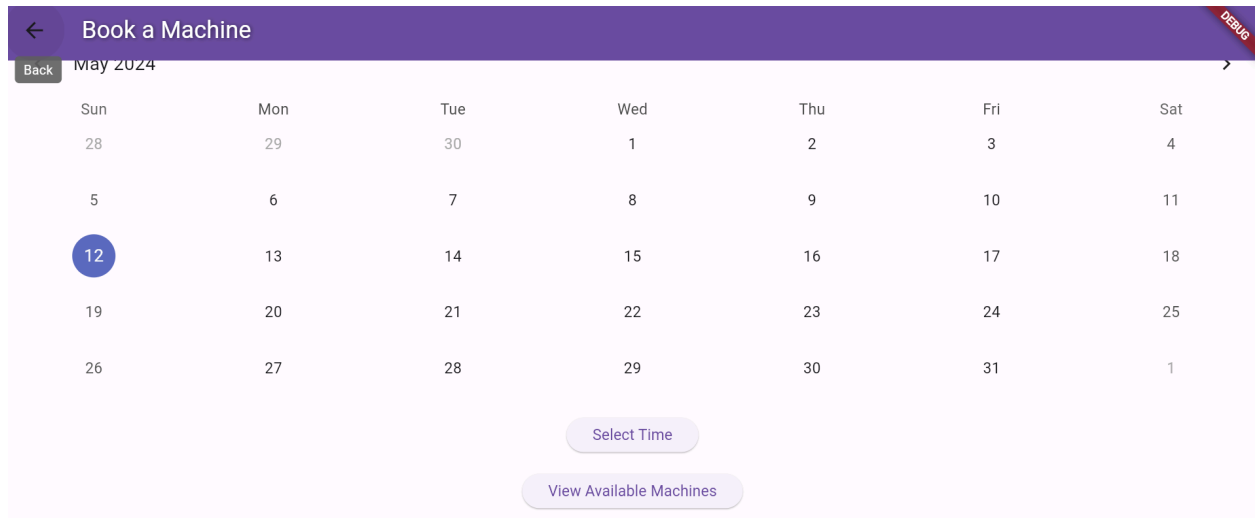 Book a Machine
DEBUG
Back
May 2024
Sun Mon Tue Wed Thu Fri Sat
28 29 30 1 2 3 4
5 6 7 8 9 10 11
12 13 14 15 16 17 18
19 20 21 22 23 24 25
26 27 28 29 30 31 1
Select Time
View Available Machines